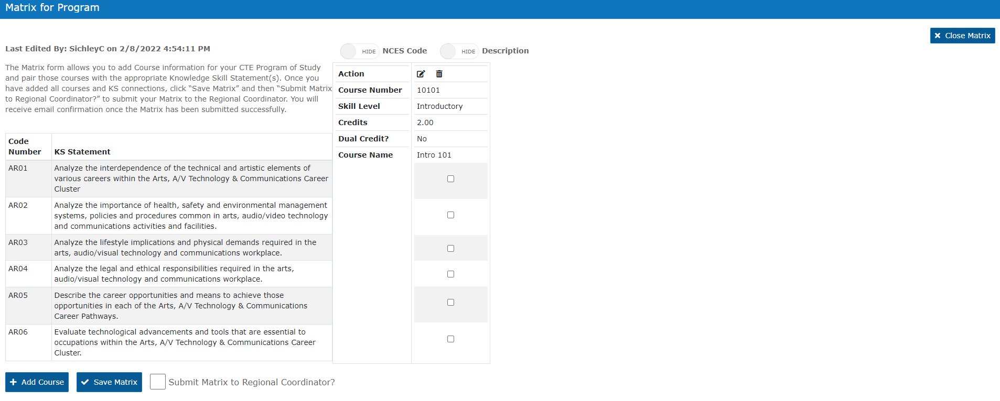 Matrix for Program
Close Matrix
Last Edited By: SichleyC on 2/8/2022 4:54:11 PM
HIDE NCES Code
HIDE Description
The Matrix form allows you to add Course information for your CTE Program of Study
and pair those courses with the appropriate Knowledge Skill Statement(s). Once you
have added all courses and KS connections, click “Save Matrix” and then “Submit Matrix
to Regional Coordinator?” to submit your Matrix to the Regional Coordinator. You will
receive email confirmation once the Matrix has been submitted successfully.
Action
Course Number 10101
Skill Level Introductory
Credits 2.00
Dual Credit? No
Course Name Intro 101
Code
Number KS Statement
AR01 Analyze the interdependence of the technical and artistic elements of
various careers within the Arts, A/V Technology & Communications Career
Cluster
AR02 Analyze the importance of health, safety and environmental management
systems, policies and procedures common in arts, audio/video technology
and communications activities and facilities.
AR03 Analyze the lifestyle implications and physical demands required in the
arts, audio/visual technology and communications workplace.
AR04 Analyze the legal and ethical responsibilities required in the arts,
audio/visual technology and communications workplace.
AR05 Describe the career opportunities and means to achieve those
opportunities in each of the Arts, A/V Technology & Communications
Career Pathways.
AR06 Evaluate technological advancements and tools that are essential to
occupations within the Arts, A/V Technology & Communications Career
Cluster.
Add Course
Save Matrix
Submit Matrix to Regional Coordinator?